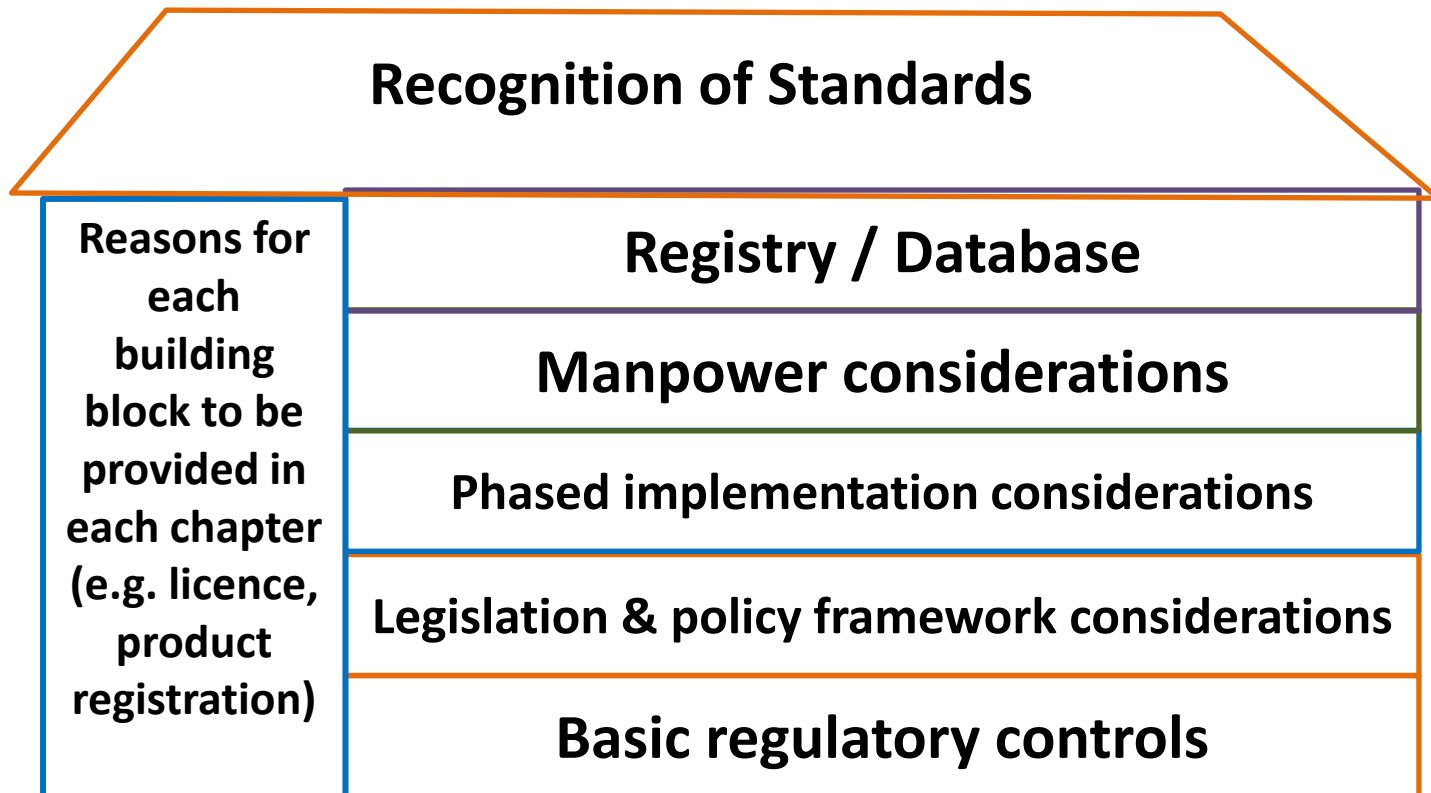 Recognition of Standards
Reasons for
each
building
block to be
provided in
each chapter
(e.g. licence,
product
registration)
Registry / Database
Manpower considerations
Phased implementation considerations
Legislation & policy framework considerations
Basic regulatory controls